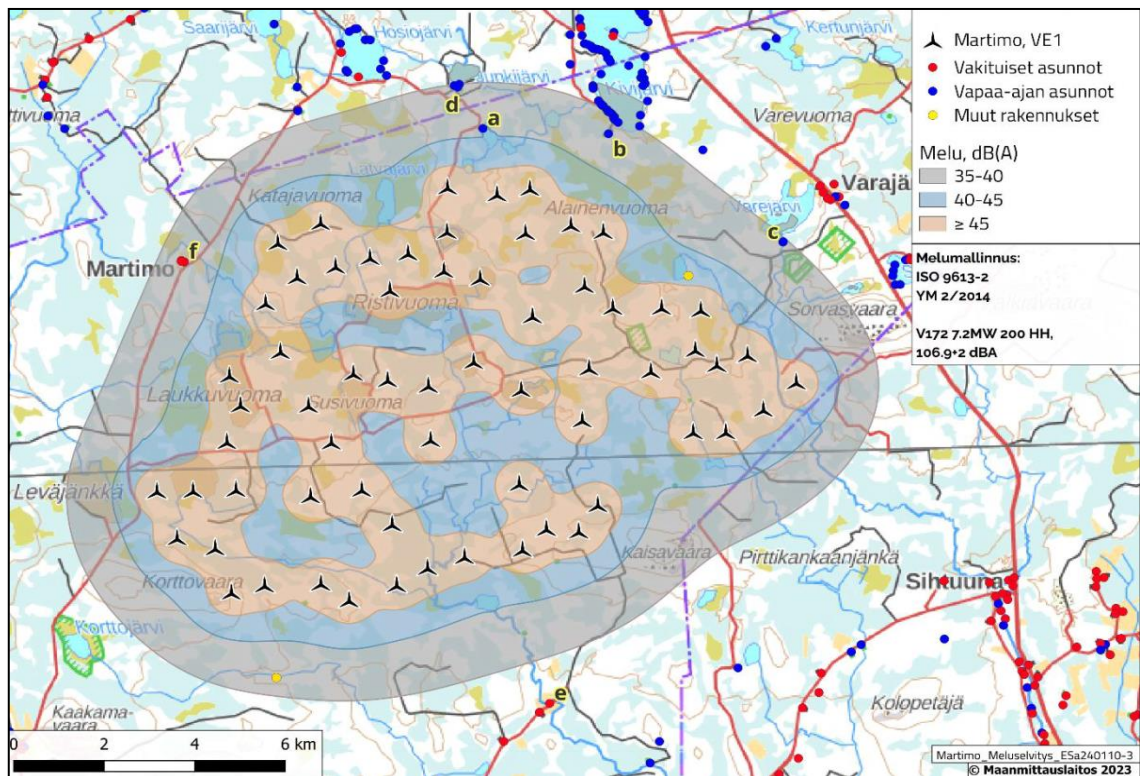 Saarijärvi
Hosiojärvi
Kertunjärvi
Junkijärvi
Kivijärvi
ttivuoma
d
a
b
Varevuoma
Latvajärvi
Katajavuoma
Alainenvuoma
Varejärvi
Varajä
c
f
Martimo
Ristivuoma
Sorvasvaara
Laukkuvuoma
Susivuoma
Leväjänkkä
Kaisavaara
Pirttikankaanjänkä
Korttovaara
Sihtuuna
Korttojärvi
e
Kolopetäjä
Kaakama-
vaara
0 2 4 6 km
Martimo, VE1
Vakituiset asunnot
Vapaa-ajan asunnot
Muut rakennukset
Melu, dB(A)
35-40
40-45
≥ 45
Melumallinnus:
ISO 9613-2
YM 2/2014
V172 7.2MW 200 HH,
106.9+2 dBA
Martimo_Meluselvitys_ESa240110-3
© Maanmittauslaitos 2023